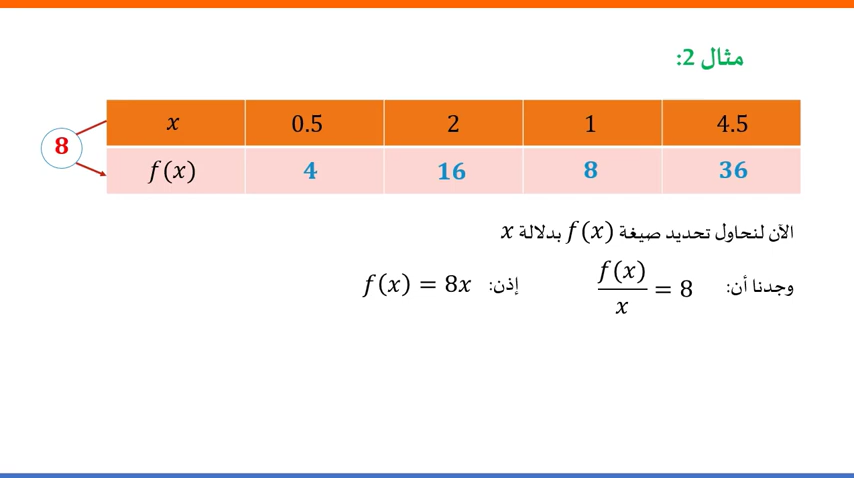 مثال 2:
x 0.5 2 1 4.5
8
f(x) 4 16 8 36
الآن لنحاول تحديد صيغة f(x) بدلالة x
وجدنا أن: f(x)/x = 8 إذن: f(x) = 8x